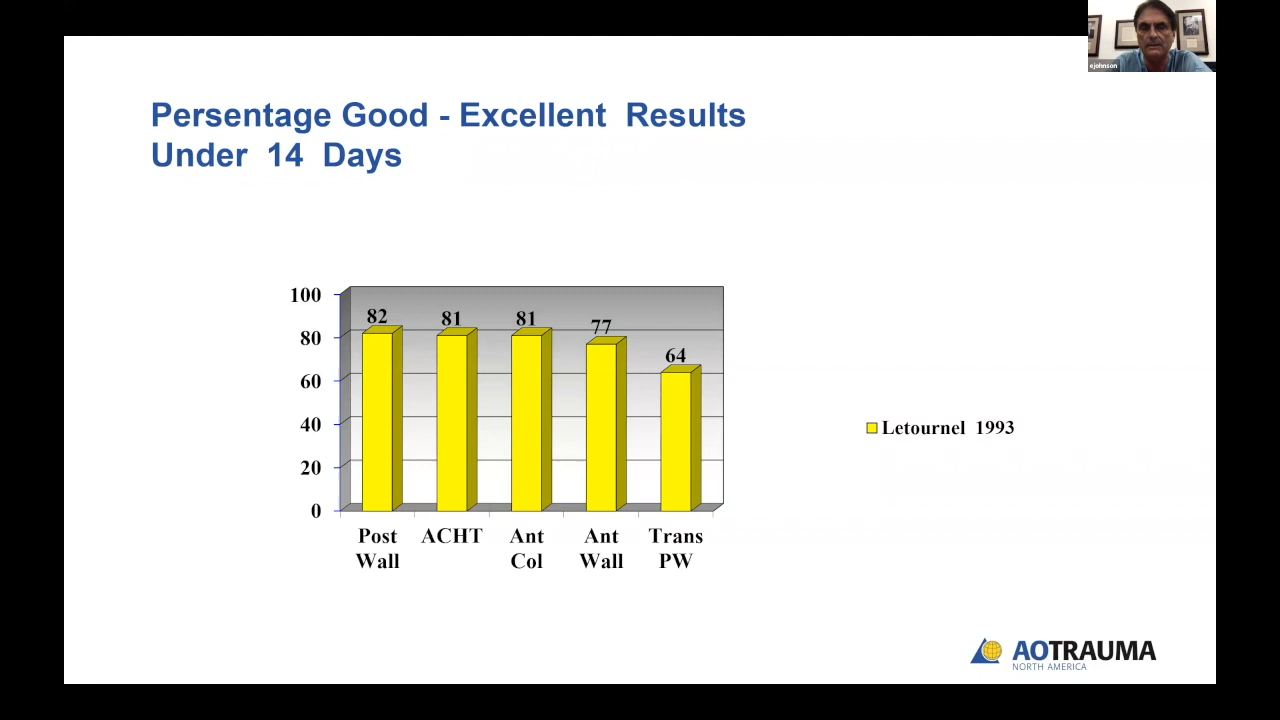 ejohnson
Persentage Good - Excellent Results
Under 14 Days
100
80
60
40
20
0
82
81
81
77
64
Post
Wall
ACHT
Ant
Col
Ant
Wall
Trans
PW
Letournel 1993
AOTRAUMA
NORTH AMERICA